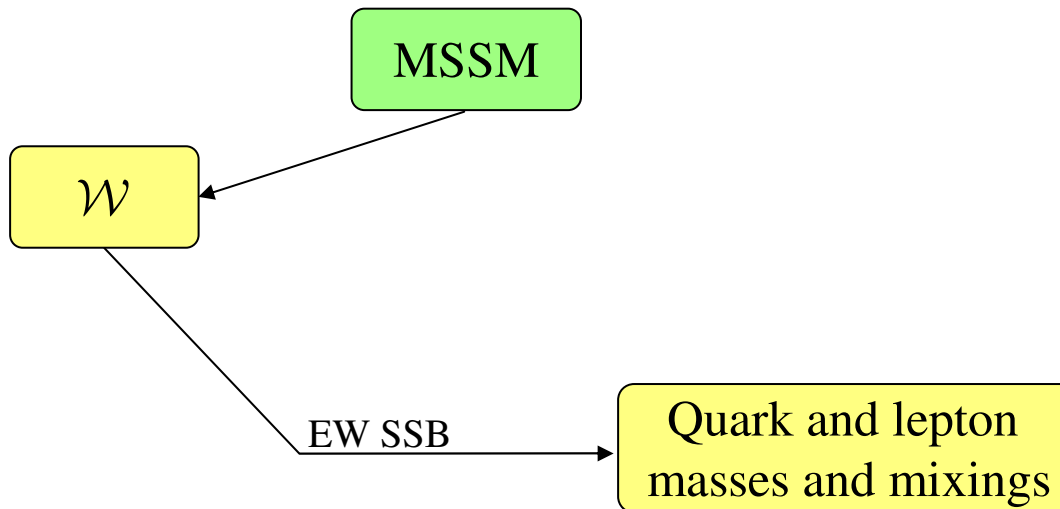 MSSM
𝒲
EW SSB
Quark and lepton
masses and mixings